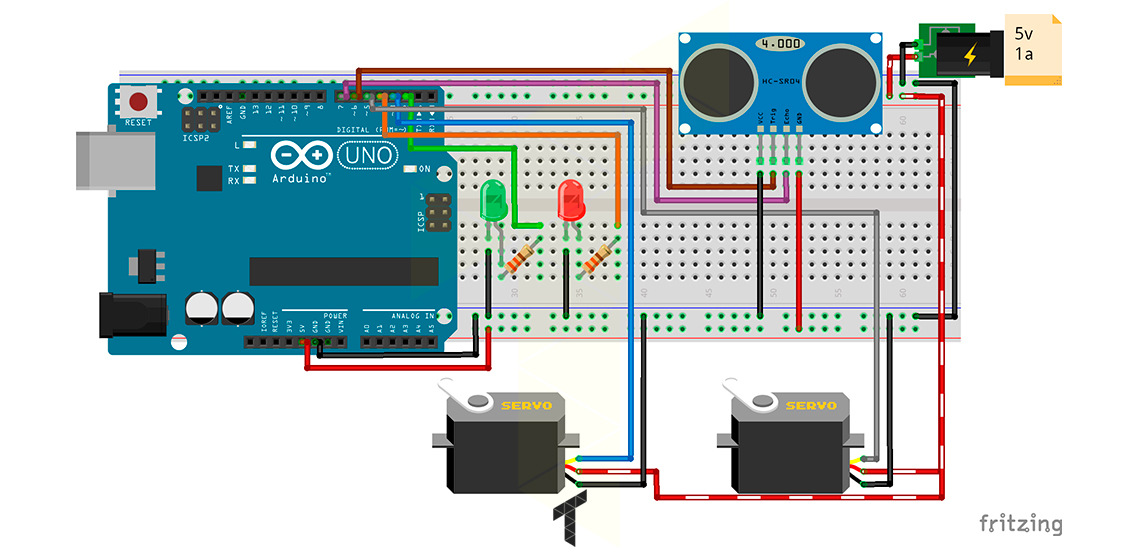 5v
1a
4.000
HC-SR04
VCC
Trig
Echo
GND
RESET
ICSP2
AREF
GND
13
12
~11
~10
~9
8
7
~6
~5
DIGITAL (PWM~)
L
TX
RX
UNO
Arduino™
ON
1
ICSP
IOREF
RESET
3V3
5V
GND
GND
VIN
POWER
ANALOG IN
A0
A1
A2
A3
A4
A5
60
30
35
40
45
50
55
60
SERVO
SERVO
fritzing